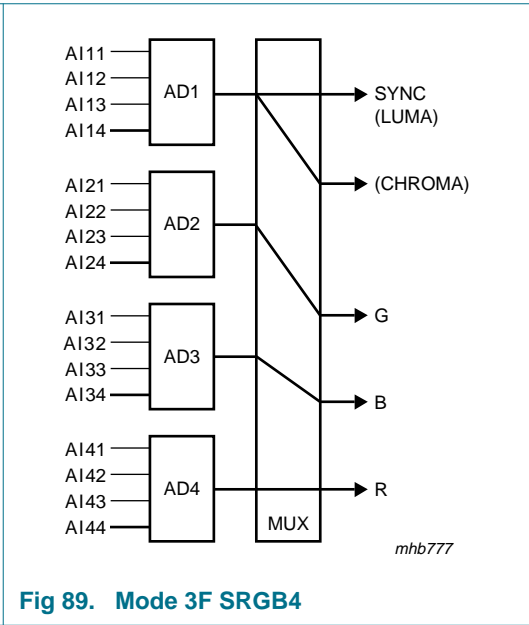 AI11
AI12
AI13
AI14
AD1
SYNC
(LUMA)
(CHROMA)
AI21
AI22
AI23
AI24
AD2
G
AI31
AI32
AI33
AI34
AD3
B
AI41
AI42
AI43
AI44
AD4
R
MUX
mhb777
Fig 89. Mode 3F SRGB4